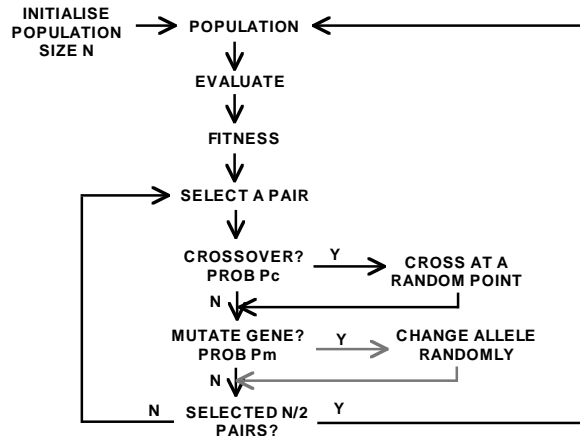 INITIALISE
POPULATION
SIZE N
POPULATION
EVALUATE
FITNESS
SELECT A PAIR
CROSSOVER?
PROB Pc
Y
CROSS AT A
RANDOM POINT
N
MUTATE GENE?
PROB Pm
Y
CHANGE ALLELE
RANDOMLY
N
N
SELECTED N/2
PAIRS?
Y